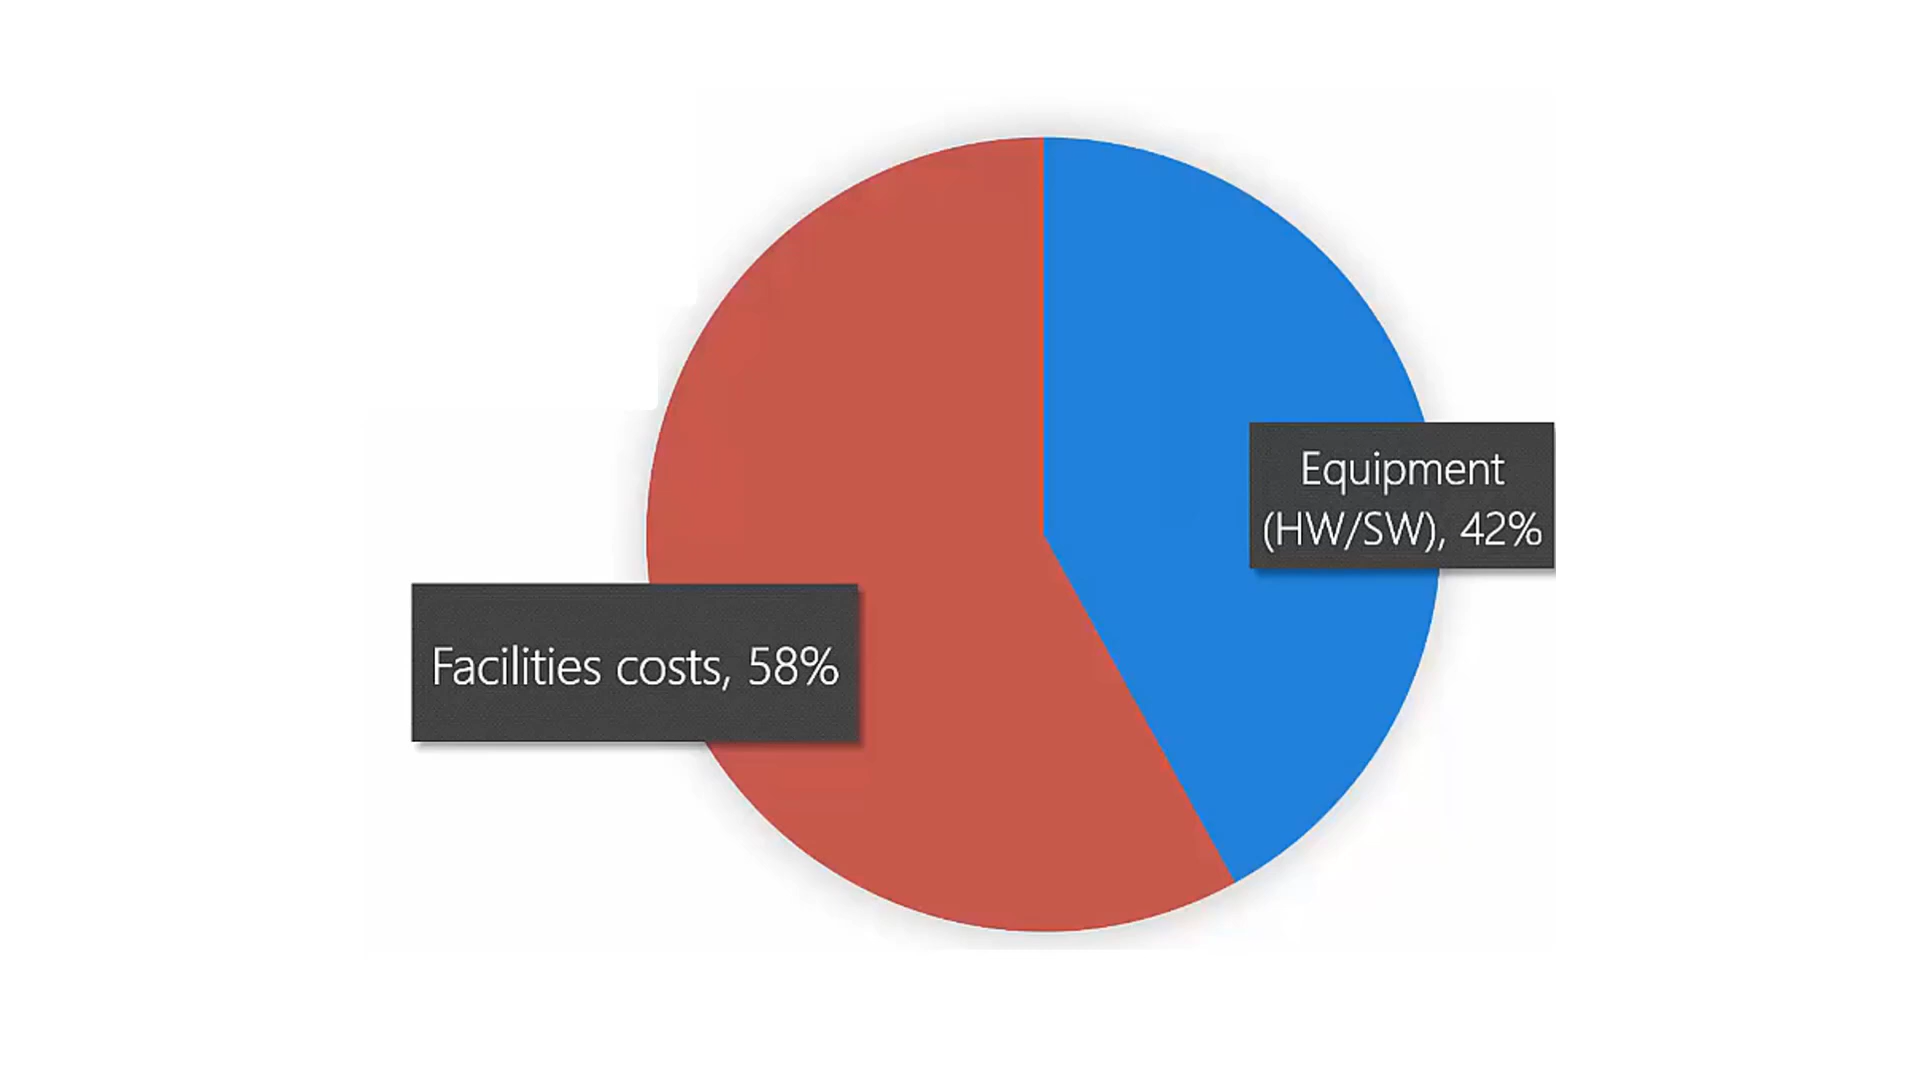 Equipment
(HW/SW), 42%
Facilities costs, 58%